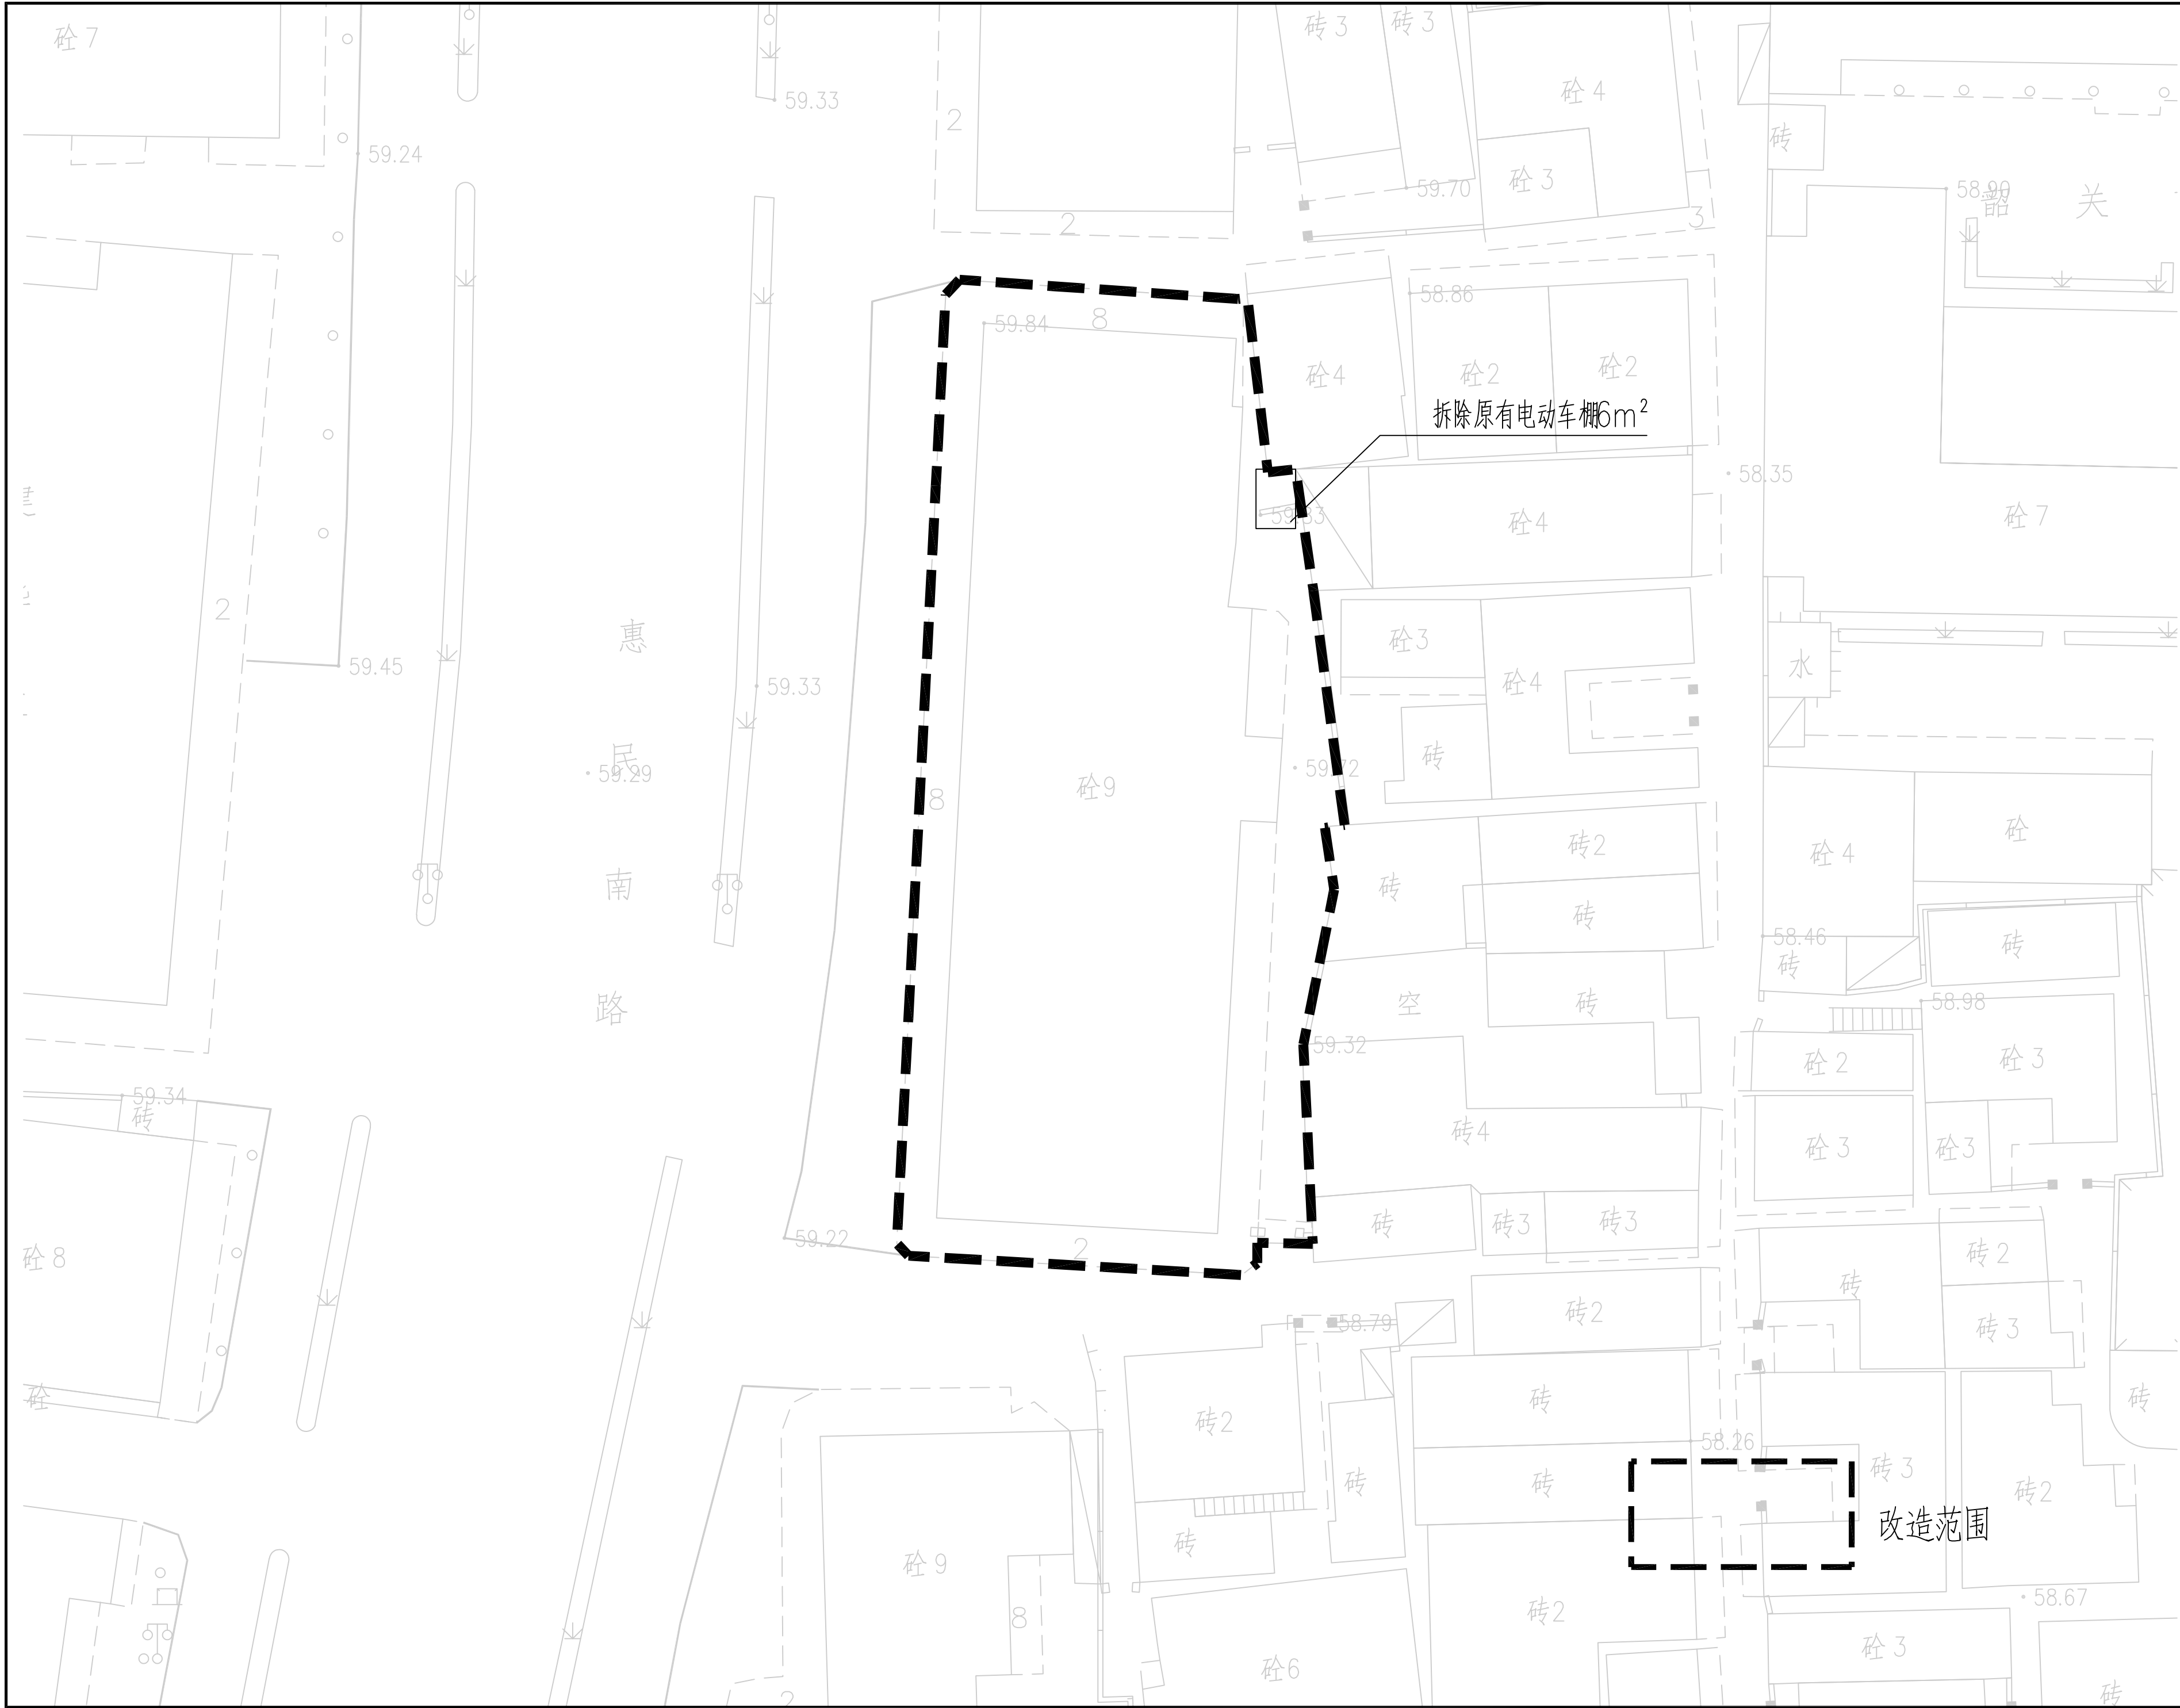 砼 7
砖 3
砖 3
59.33
砼 4
2
砖
59.24
砼 3
59.70
58.90
韶 关
3
2
58.86
59.84
8
砼4
砼2
砼2
拆除原有电动车棚6m²
58.35
59.33
砼4
砼 7
2
惠
民
南
路
砼3
水
59.45
59.33
砼4
砖
59.29
59.72
砼9
8
砖2
砼
砼 4
砖
砖
58.46
砖
砖
空
砖
58.98
59.32
砼 2
砼 3
59.34
砖
砖4
砼 3
砼3
砖
砖3
砖3
59.22
2
砖 2
砼 8
砖
砖2
58.79
砖 3
砼
砖
砖
砖2
58.26
砖
砖
砖 3
砖2
改造范围
砖
砼 9
58.67
8
砖2
砼 3
砼6
砖
2